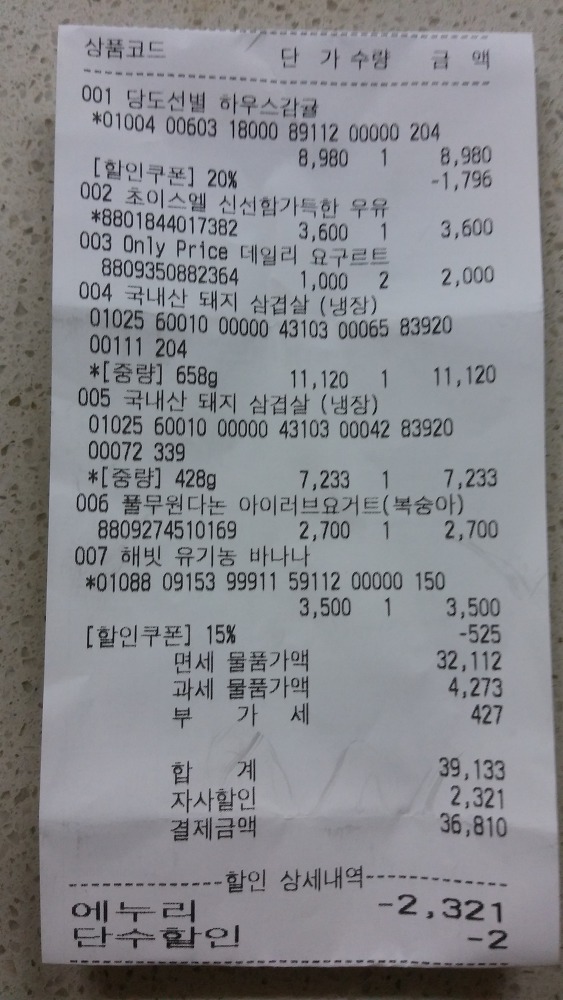 상품코드 단 가 수량 금 액
001 당도선별 하우스감귤
*01004 00603 18000 89112 00000 204
8,980 1 8,980
[할인쿠폰] 20% -1,796
002 초이스엘 신선함가득한 우유
*8801844017382 3,600 1 3,600
003 Only Price 데일리 요구르트
8809350882364 1,000 2 2,000
004 국내산 돼지 삼겹살 (냉장)
01025 60010 00000 43103 00065 83920
00111 204
*[중량] 658g 11,120 1 11,120
005 국내산 돼지 삼겹살 (냉장)
01025 60010 00000 43103 00042 83920
00072 339
*[중량] 428g 7,233 1 7,233
006 풀무원다논 아이러브요거트(복숭아)
8809274510169 2,700 1 2,700
007 해빗 유기농 바나나
*01088 09153 99911 59112 00000 150
3,500 1 3,500
[할인쿠폰] 15% -525
면세 물품가액 32,112
과세 물품가액 4,273
부 가 세 427
합 계 39,133
자사할인 2,321
결제금액 36,810
할인 상세내역
에누리 -2,321
단수할인 -2